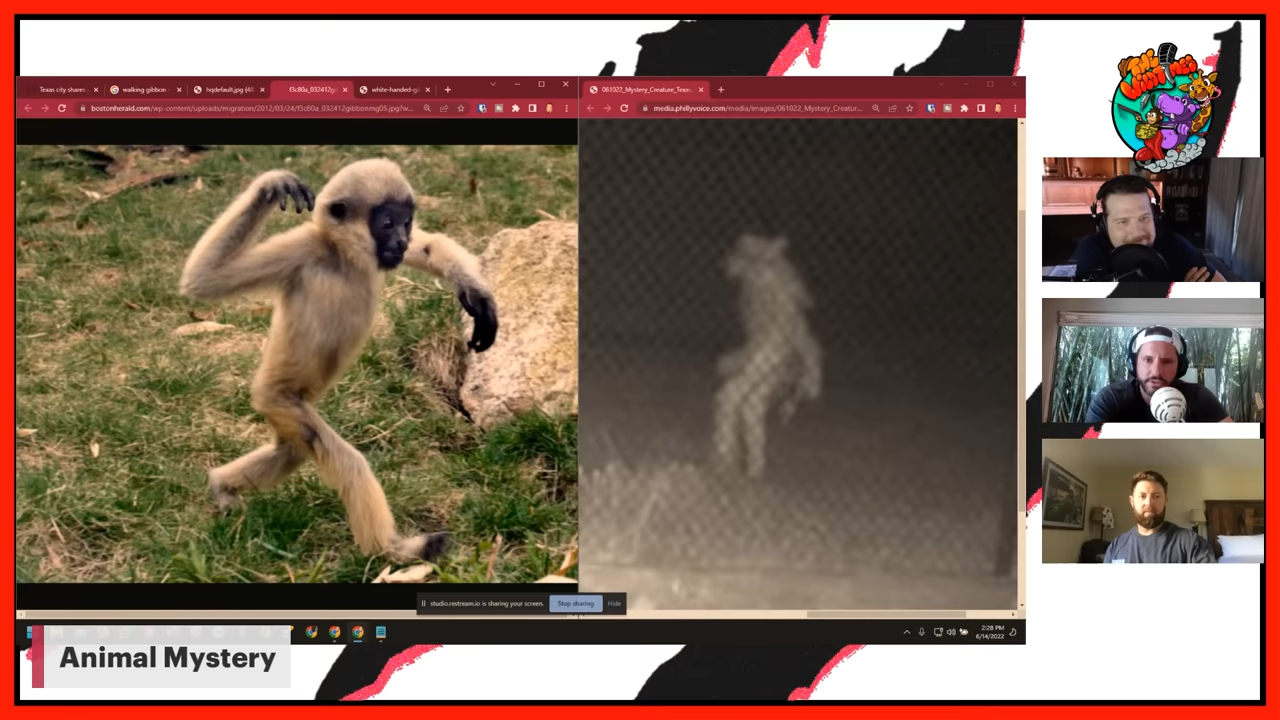 Texas city shares
walking gibbon
hqdefault.jpg (48
f3c80a_032412g
white-handed-gi
061022_Mystery_Creature_Texas
bostonherald.com/wp-content/uploads/migration/2012/03/24/f3c80a_032412gibbonmg05.jpg?w...
media.phillyvoice.com/media/images/061022_Mystery_Creatur...
studio.restream.io is sharing your screen.
Stop sharing
Hide
2:28 PM
6/14/2022
Animal Mystery